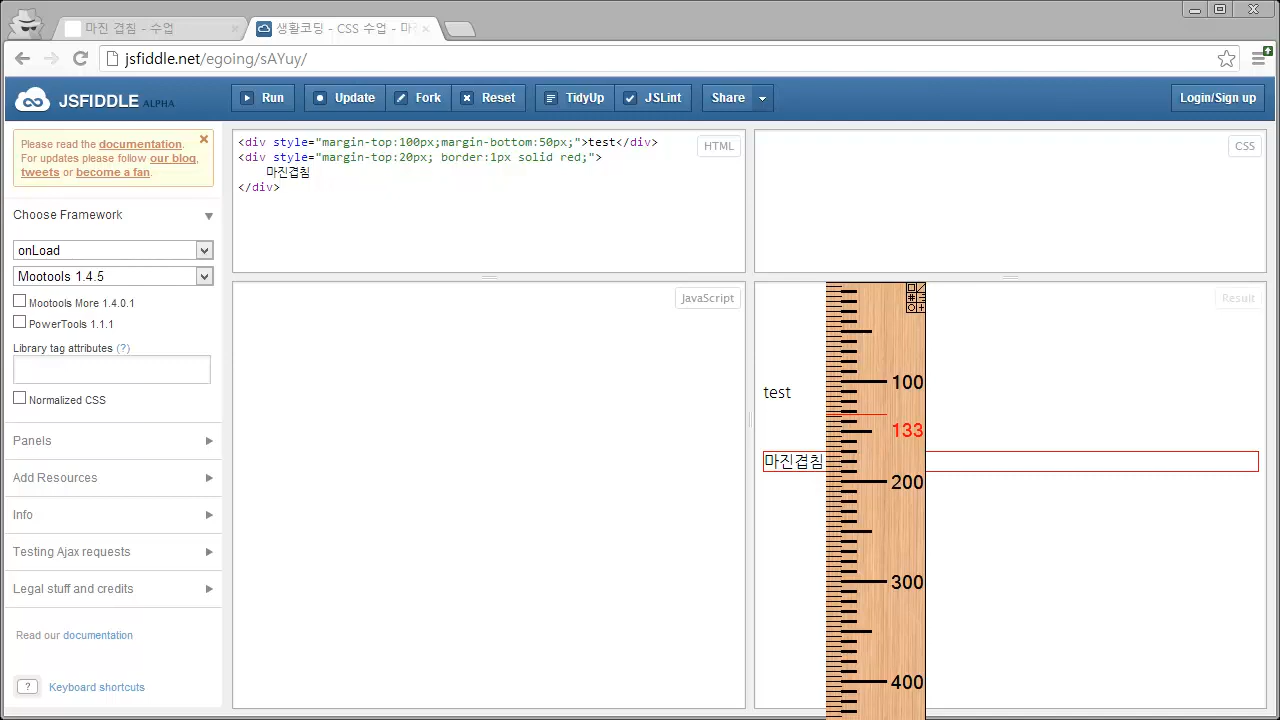 마진 겹침 - 수업
생활코딩 - CSS 수업 - 마
jsfiddle.net/egoing/sAYuy/
JSFIDDLE ALPHA
Run
Update
Fork
Reset
TidyUp
JSLint
Share
Login/Sign up
Please read the documentation.
For updates please follow our blog,
tweets or become a fan.
Choose Framework
onLoad
Mootools 1.4.5
Mootools More 1.4.0.1
PowerTools 1.1.1
Library tag attributes (?)
Normalized CSS
Panels
Add Resources
Info
Testing Ajax requests
Legal stuff and credits
Read our documentation
? Keyboard shortcuts
<div style="margin-top:100px;margin-bottom:50px;">test</div>
<div style="margin-top:20px; border:1px solid red;">
마진겹침
</div>
HTML
CSS
JavaScript
Result
test
마진겹침
100
133
200
300
400